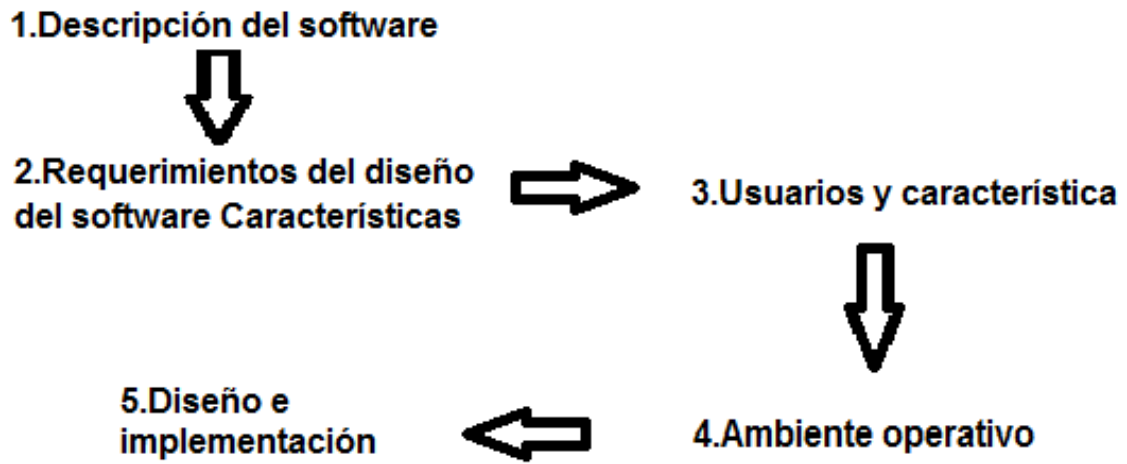 1.Descripción del software
2.Requerimientos del diseño
del software Características
3.Usuarios y característica
4.Ambiente operativo
5.Diseño e
implementación